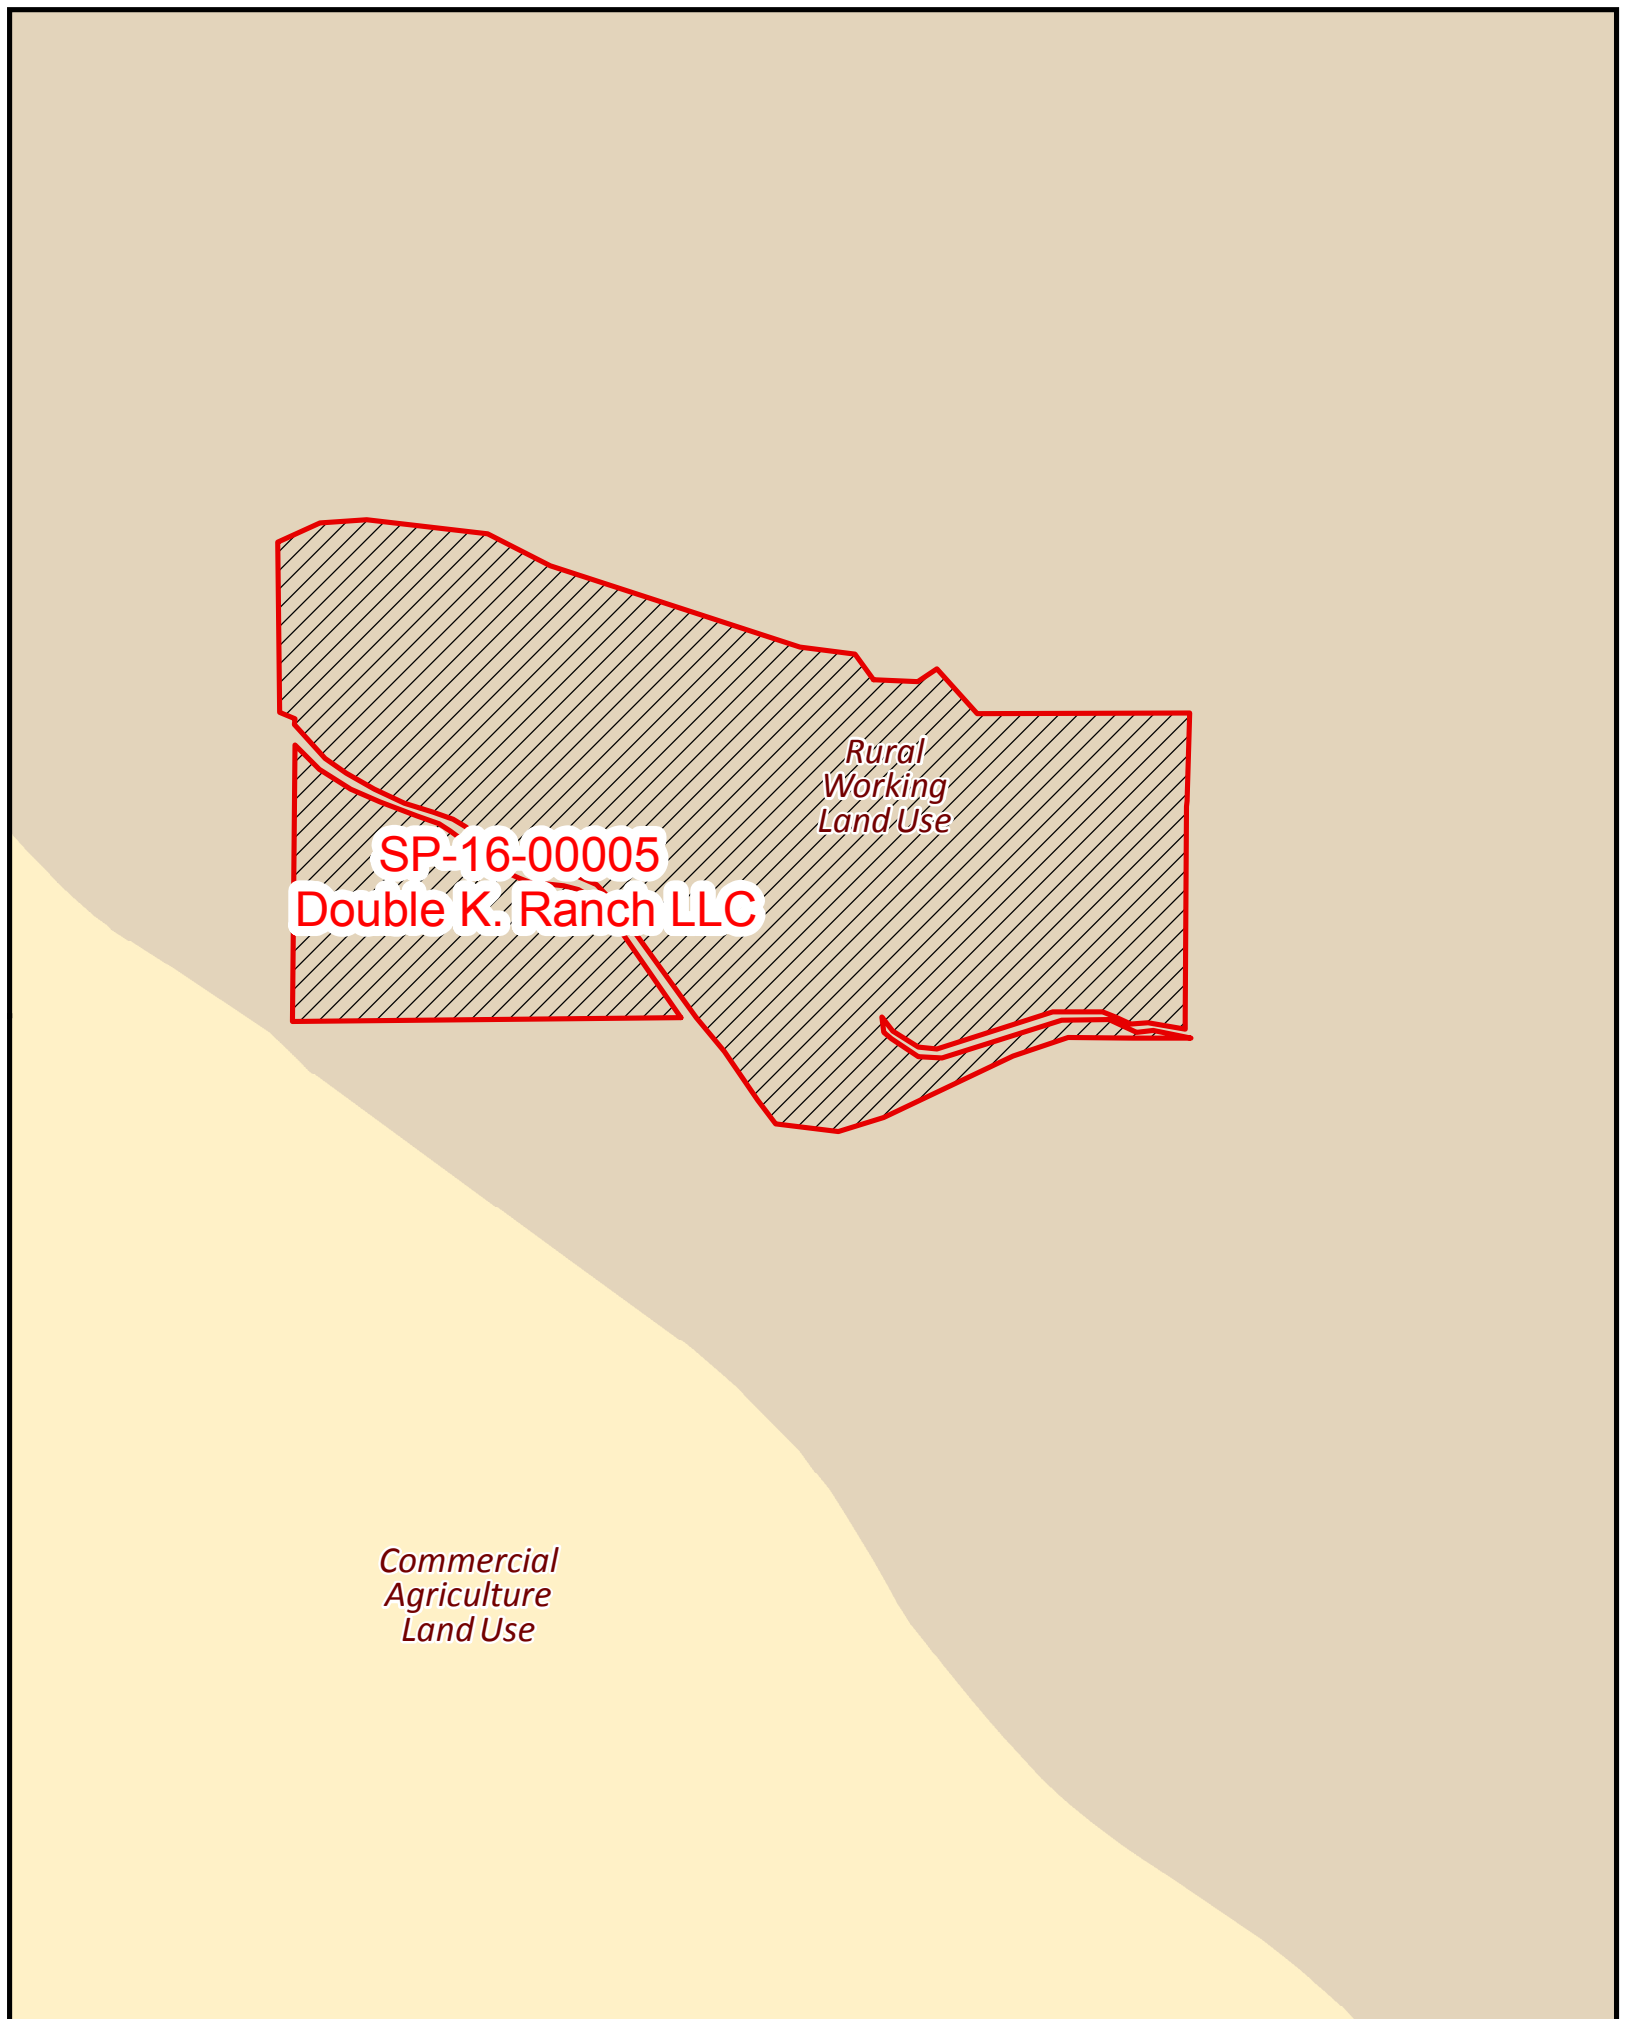 Rural
Working
Land Use
SP-16-00005
Double K. Ranch LLC
Commercial
Agriculture
Land Use